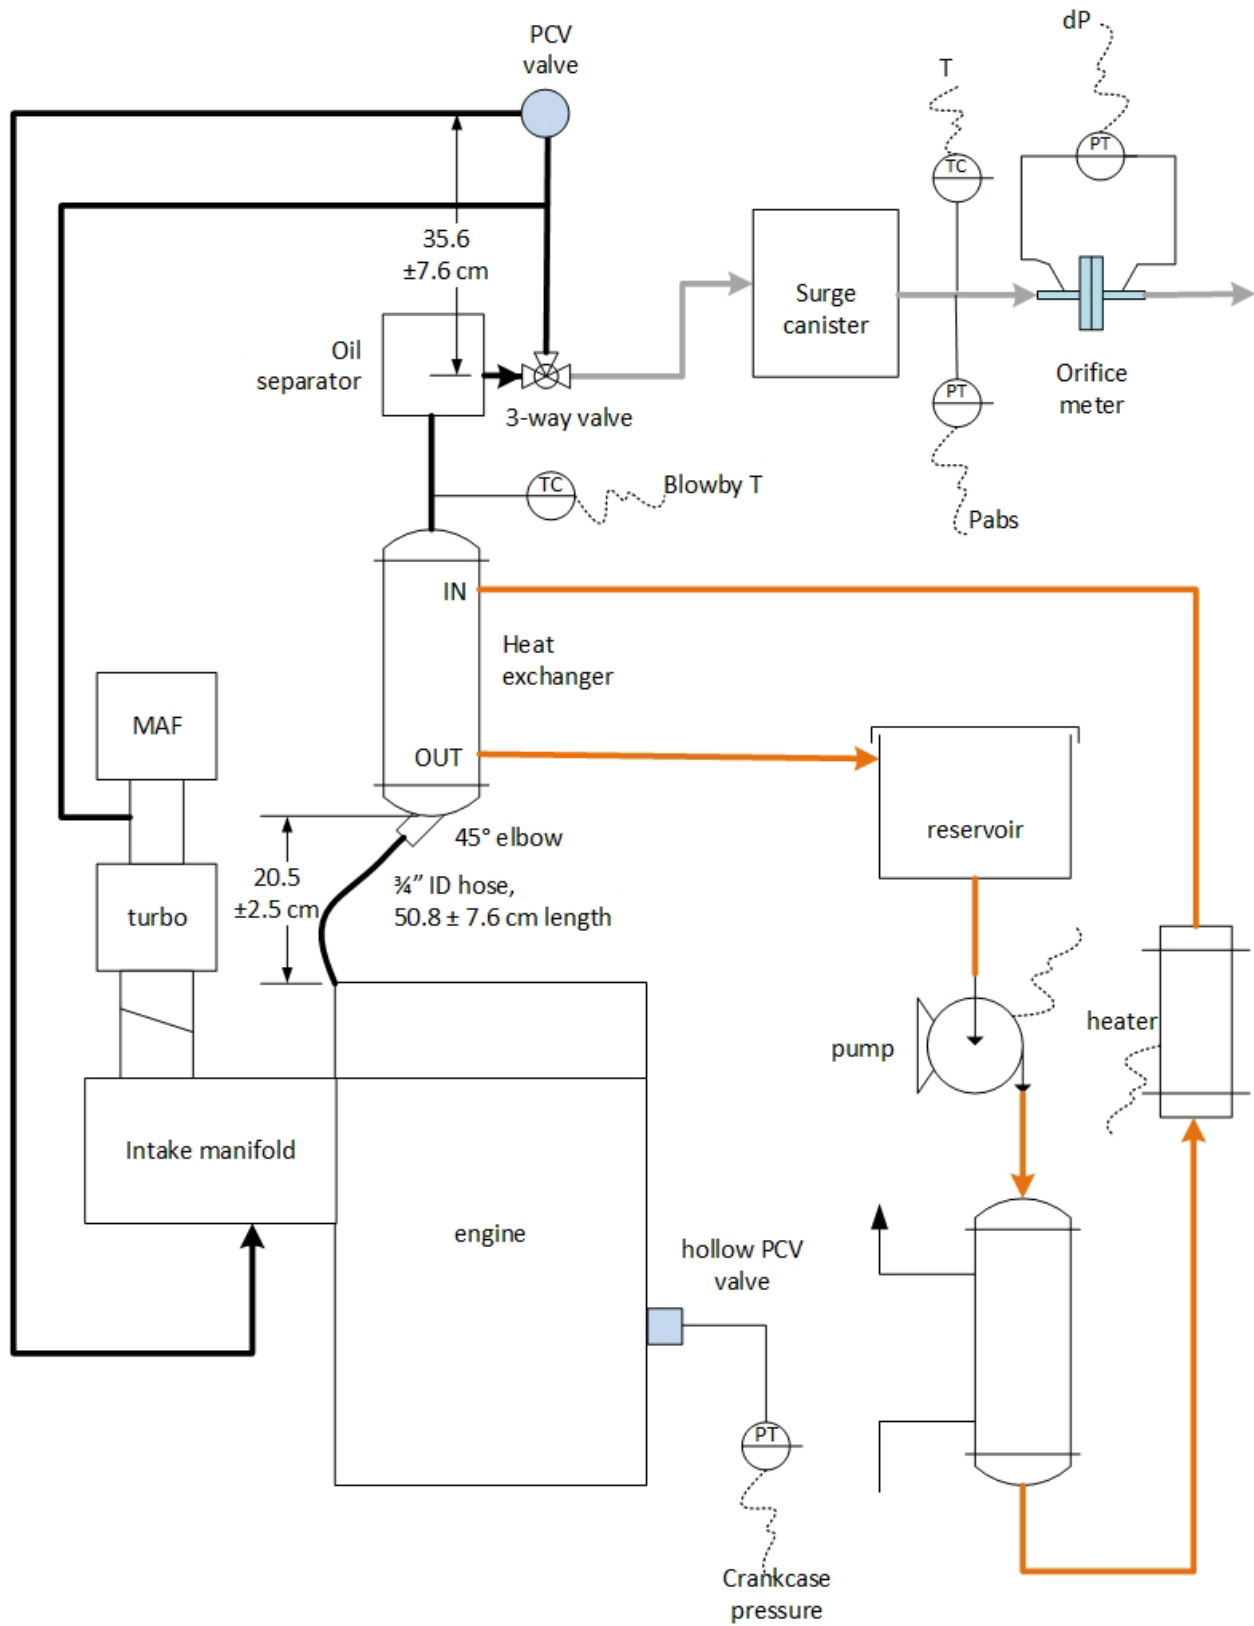 dP
PCV
valve
T
PT
TC
35.6
±7.6 cm
Surge
canister
Oil
separator
3-way valve
Orifice
meter
PT
TC
Blowby T
Pabs
IN
Heat
exchanger
MAF
OUT
45° elbow
reservoir
20.5
±2.5 cm
¾” ID hose,
50.8 ± 7.6 cm length
turbo
heater
pump
Intake manifold
engine
hollow PCV
valve
PT
Crankcase
pressure